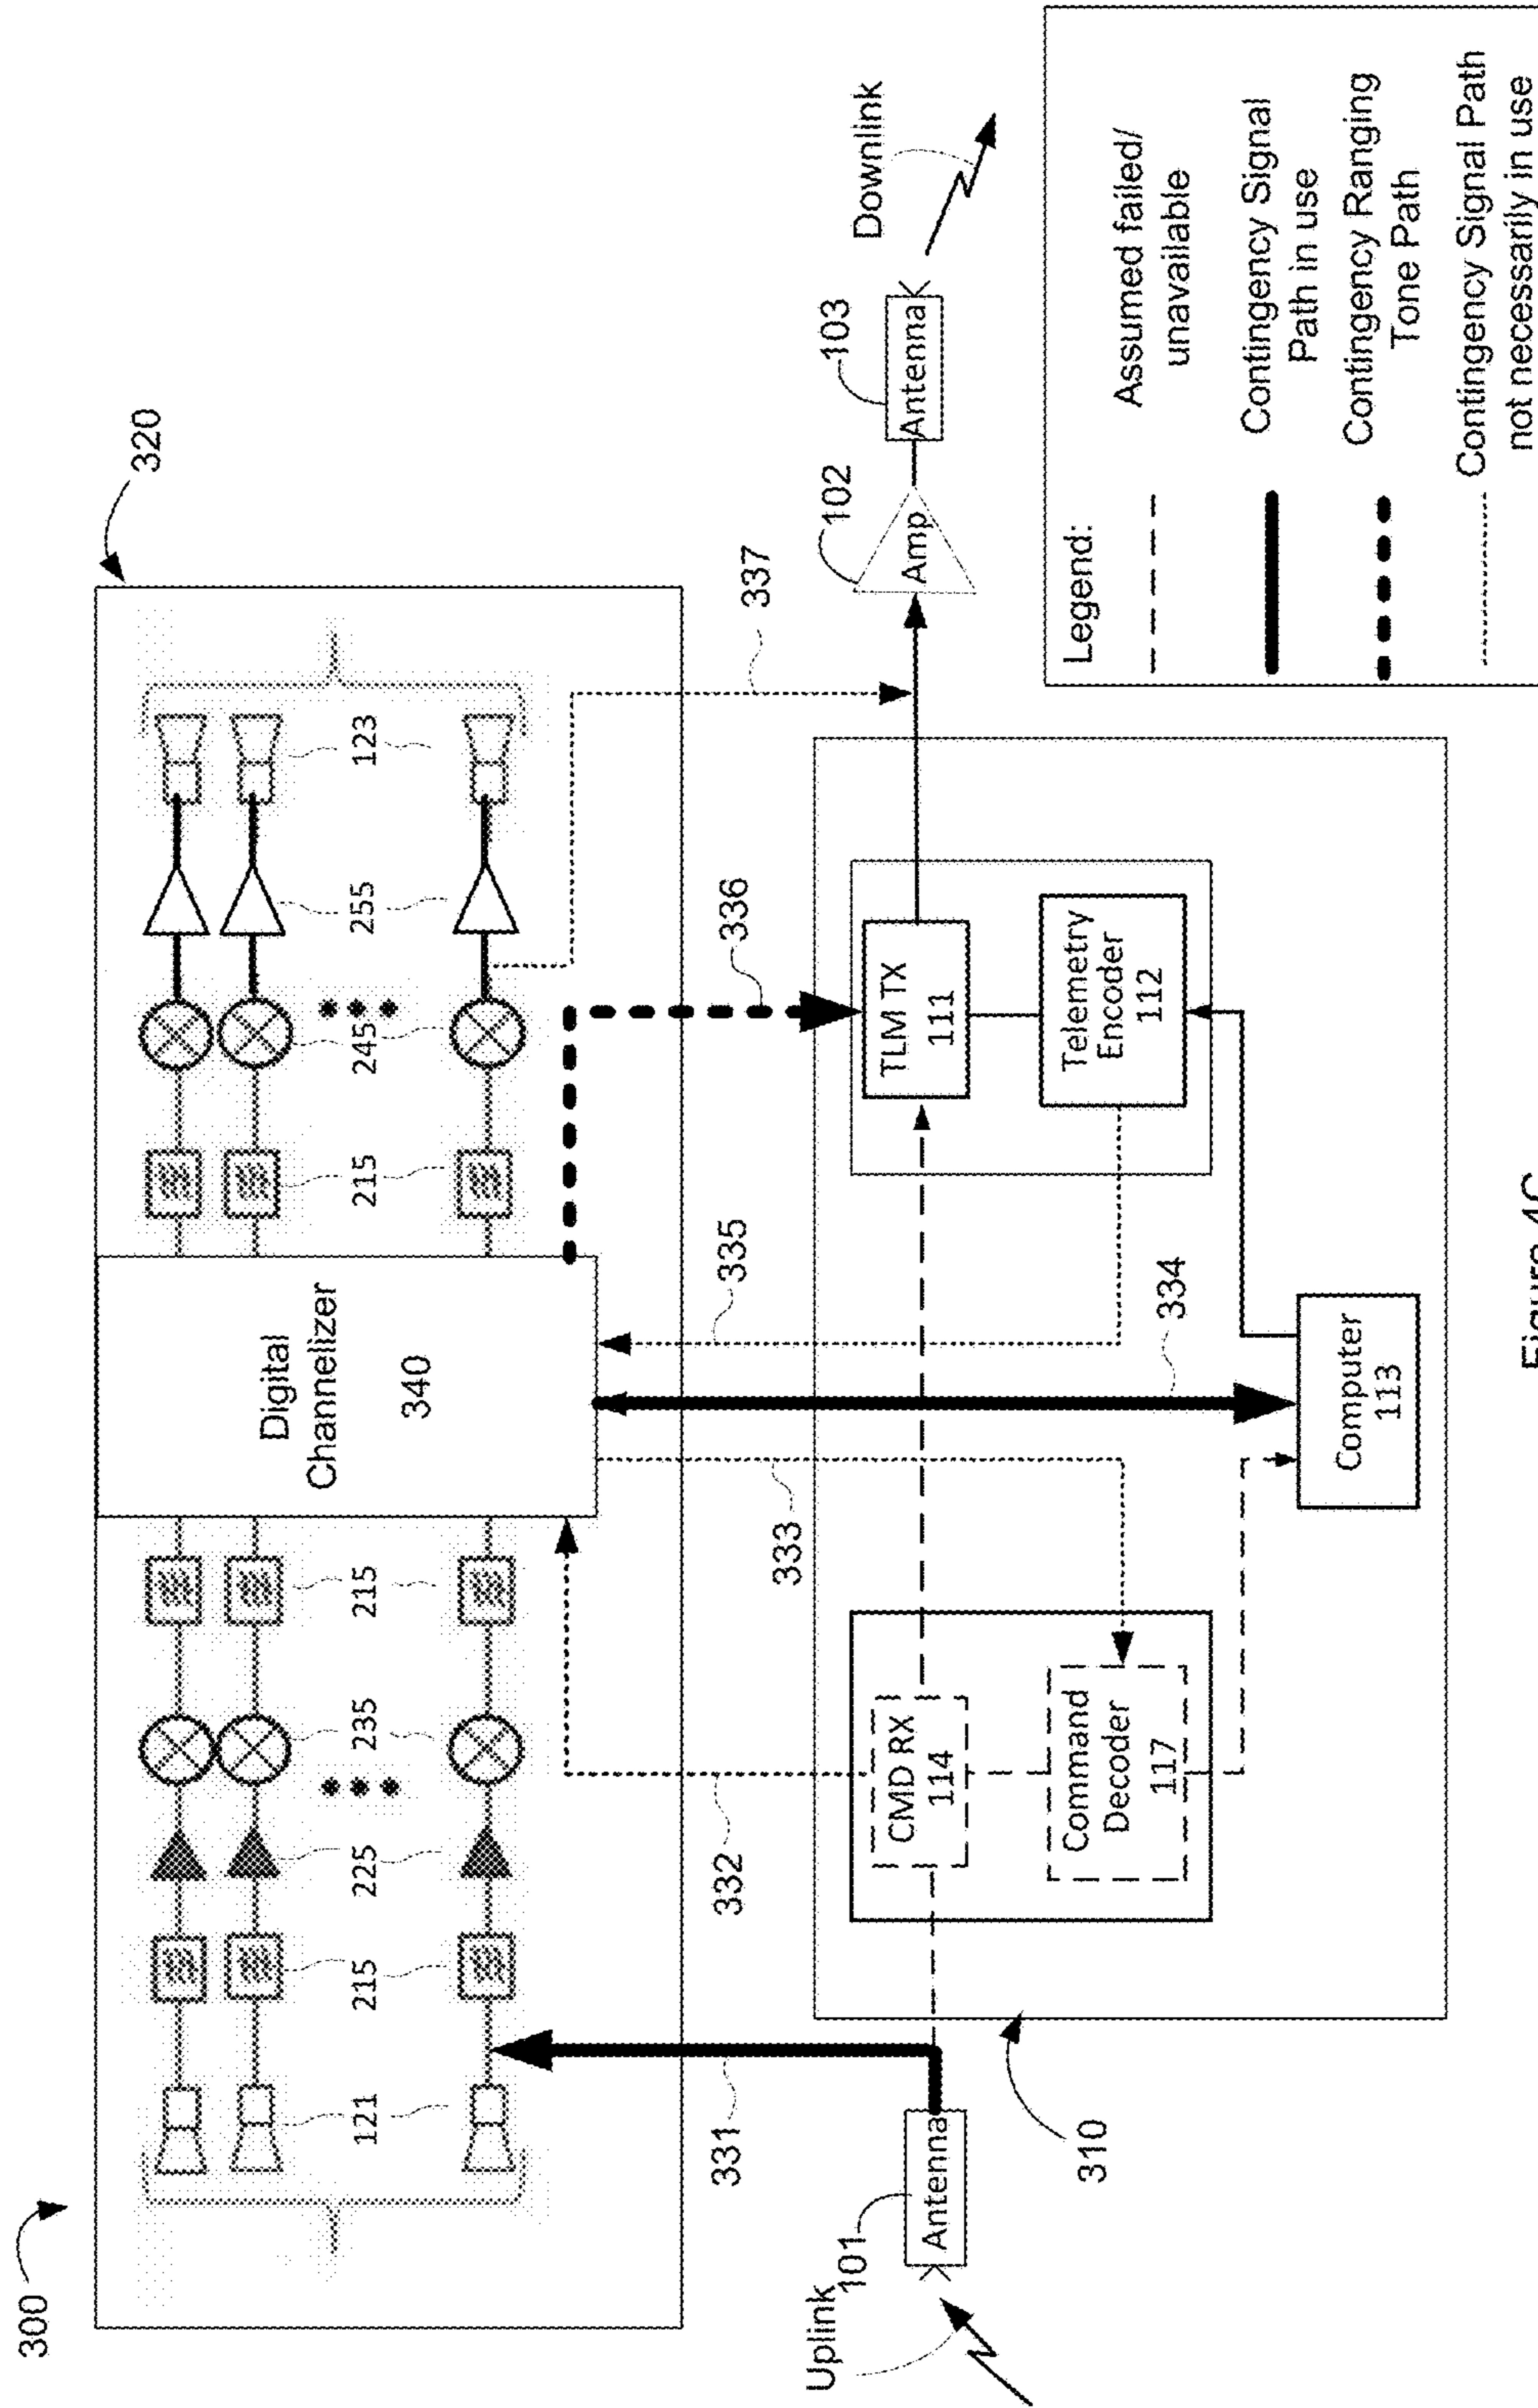 300
320
121
215
225
235
215
Digital
Channelizer
340
215
245
255
123
331
332
333
334
335
336
337
Uplink
101
Antenna
310
CMD RX
114
Command
Decoder
117
Computer
113
TLM TX
111
Telemetry
Encoder
112
102
Amp
103
Antenna
Downlink
Legend:
Assumed failed/
unavailable
Contingency Signal
Path in use
Contingency Ranging
Tone Path
Contingency Signal Path
not necessarily in use